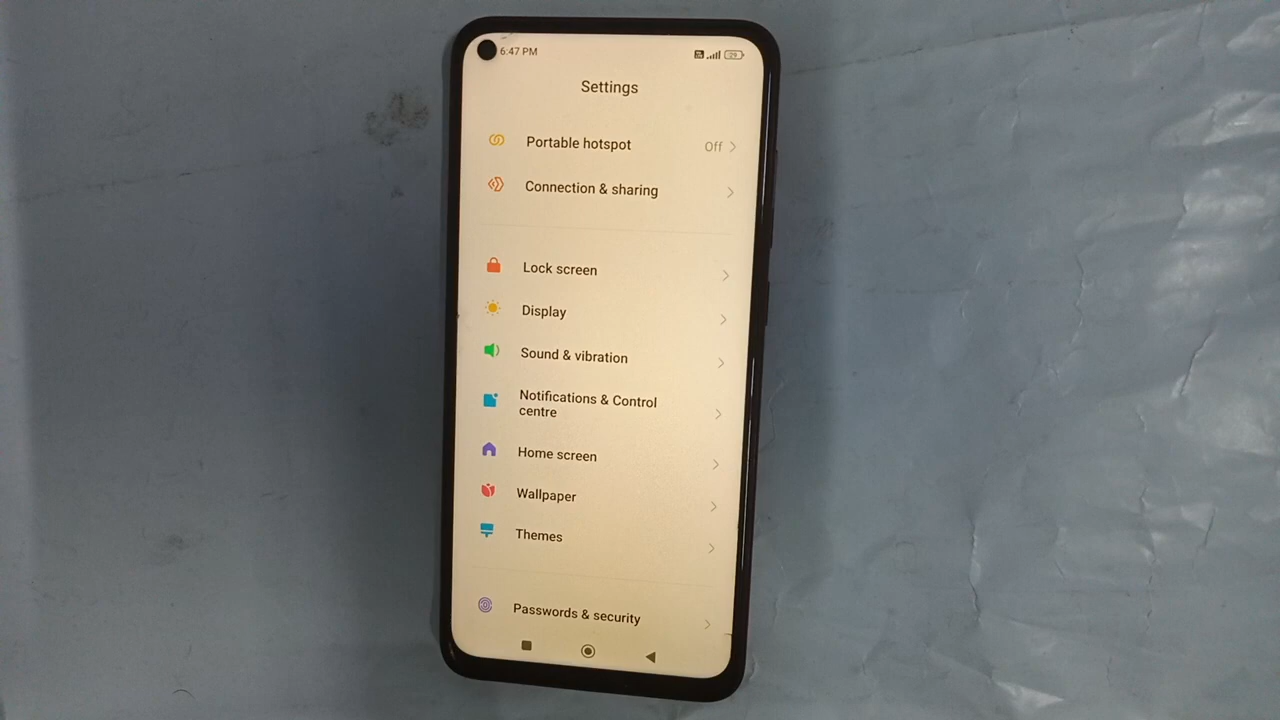 6:47 PM
29
Settings
Portable hotspot Off
Connection & sharing
Lock screen
Display
Sound & vibration
Notifications & Control
centre
Home screen
Wallpaper
Themes
Passwords & security